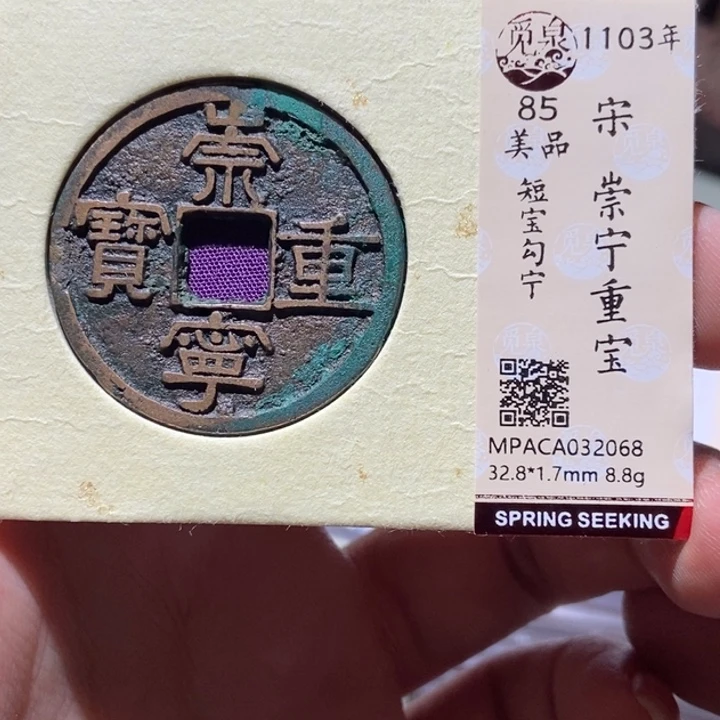 崇
重
寳
寧
觅泉
1103年
85
美品
宋
崇宁重宝
短宝勾宁
MPACA032068
32.8*1.7mm 8.8g
SPRING SEEKING